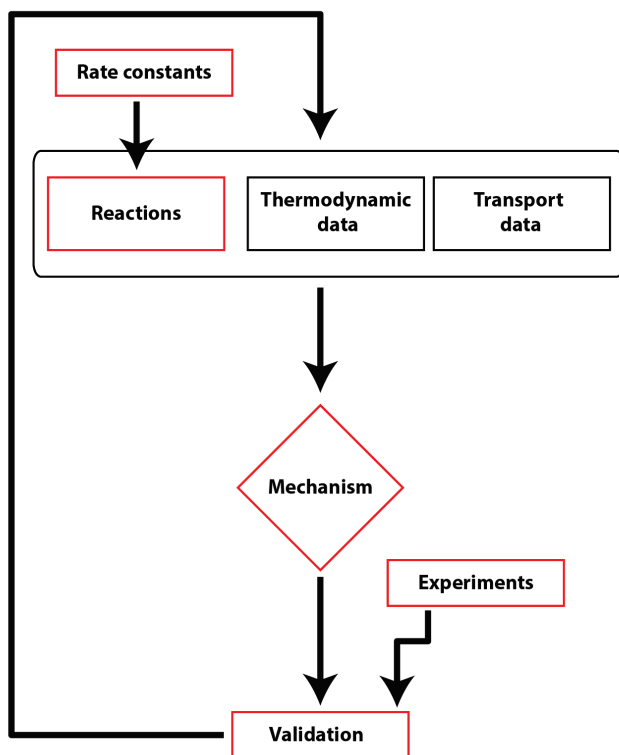 Rate constants
Reactions
Thermodynamic
data
Transport
data
Mechanism
Experiments
Validation